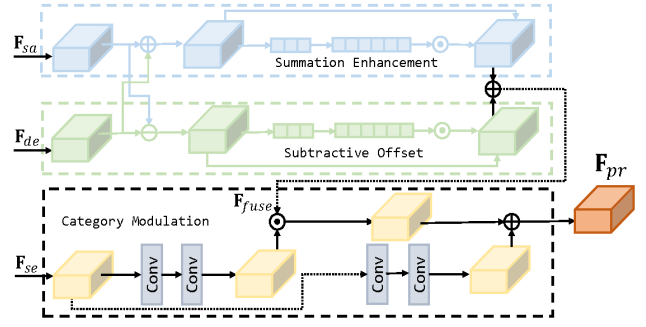 F_sa
Summation Enhancement
F_de
Subtractive Offset
F_pr
F_fuse
Category Modulation
F_se
Conv
Conv
Conv
Conv